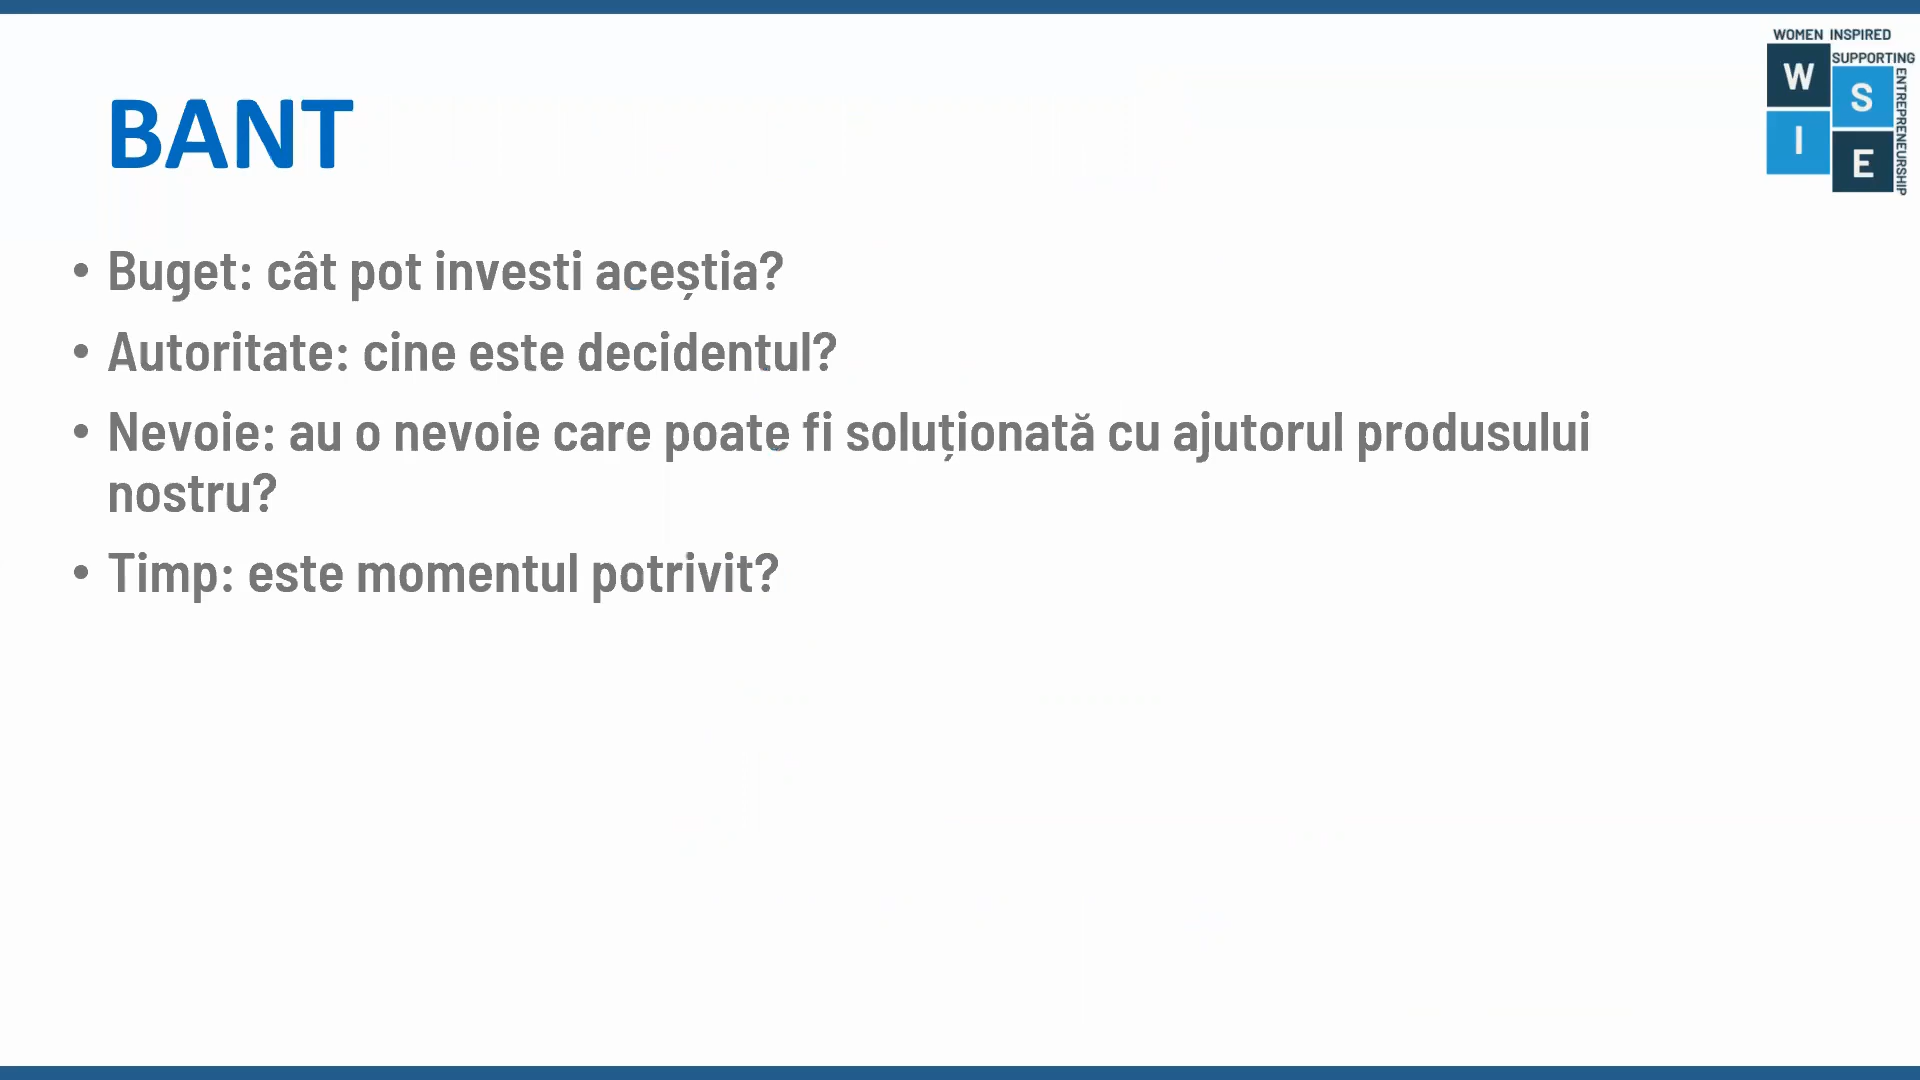 WOMEN INSPIRED
SUPPORTING
ENTREPRENEURSHIP
W
S
I
E
BANT
• Buget: cât pot investi aceștia?
• Autoritate: cine este decidentul?
• Nevoie: au o nevoie care poate fi soluționată cu ajutorul produsului
nostru?
• Timp: este momentul potrivit?